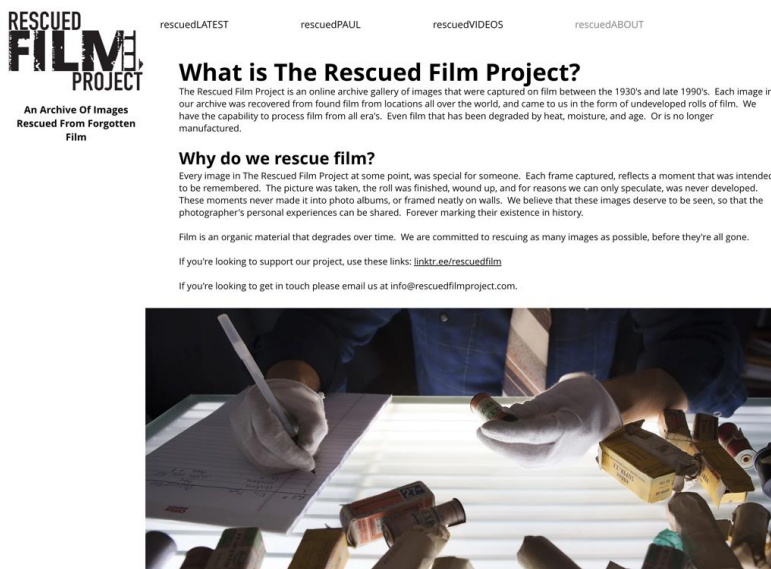 RESCUED
FILM
PROJECT
An Archive Of Images
Rescued From Forgotten
Film
rescuedLATEST
rescuedPAUL
rescuedVIDEOS
rescuedABOUT
What is The Rescued Film Project?
The Rescued Film Project is an online archive gallery of images that were captured on film between the 1930's and late 1990's. Each image in
our archive was recovered from found film from locations all over the world, and came to us in the form of undeveloped rolls of film. We
have the capability to process film from all era's. Even film that has been degraded by heat, moisture, and age. Or is no longer
manufactured.
Why do we rescue film?
Every image in The Rescued Film Project at some point, was special for someone. Each frame captured, reflects a moment that was intended
to be remembered. The picture was taken, the roll was finished, wound up, and for reasons we can only speculate, was never developed.
These moments never made it into photo albums, or framed neatly on walls. We believe that these images deserve to be seen, so that the
photographer's personal experiences can be shared. Forever marking their existence in history.
Film is an organic material that degrades over time. We are committed to rescuing as many images as possible, before they're all gone.
If you're looking to support our project, use these links: linktr.ee/rescuedfilm
If you're looking to get in touch please email us at info@rescuedfilmproject.com.